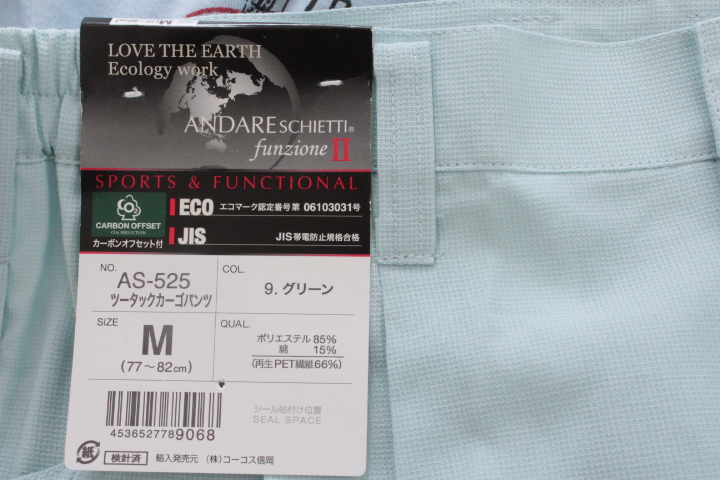 LOVE THE EARTH
Ecology work
ANDARE SCHIETTI®
funzione II
SPORTS & FUNCTIONAL
CARBON OFFSET
CO2 REDUCTION
カーボンオフセット付
ECO エコマーク認定番号第 06103031号
JIS JIS帯電防止規格合格
NO.
AS-525
ツータックカーゴパンツ
COL.
9. グリーン
SIZE
M
(77～82cm)
QUAL.
ポリエステル 85%
綿 15%
(再生PET繊維66%)
4536527789068
シール貼付け位置
SEAL SPACE
紙
検針済 輸入発売元 (株)コーコス信岡